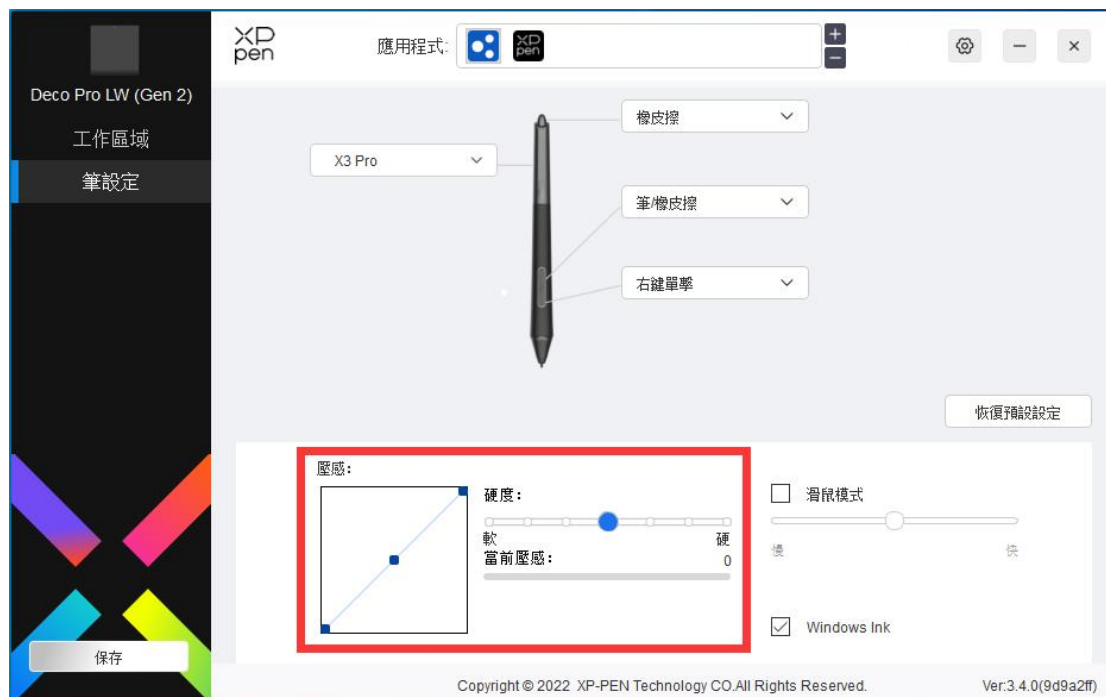 XP
pen
應用程式:
XP
pen
Deco Pro LW (Gen 2)
工作區域
筆設定
橡皮擦
X3 Pro
筆/橡皮擦
右鍵單擊
恢復預設設定
壓感：
硬度：
軟 硬
當前壓感： 0
滑鼠模式
慢 快
Windows Ink
保存
Copyright © 2022 XP-PEN Technology CO.All Rights Reserved.
Ver:3.4.0(9d9a2ff)